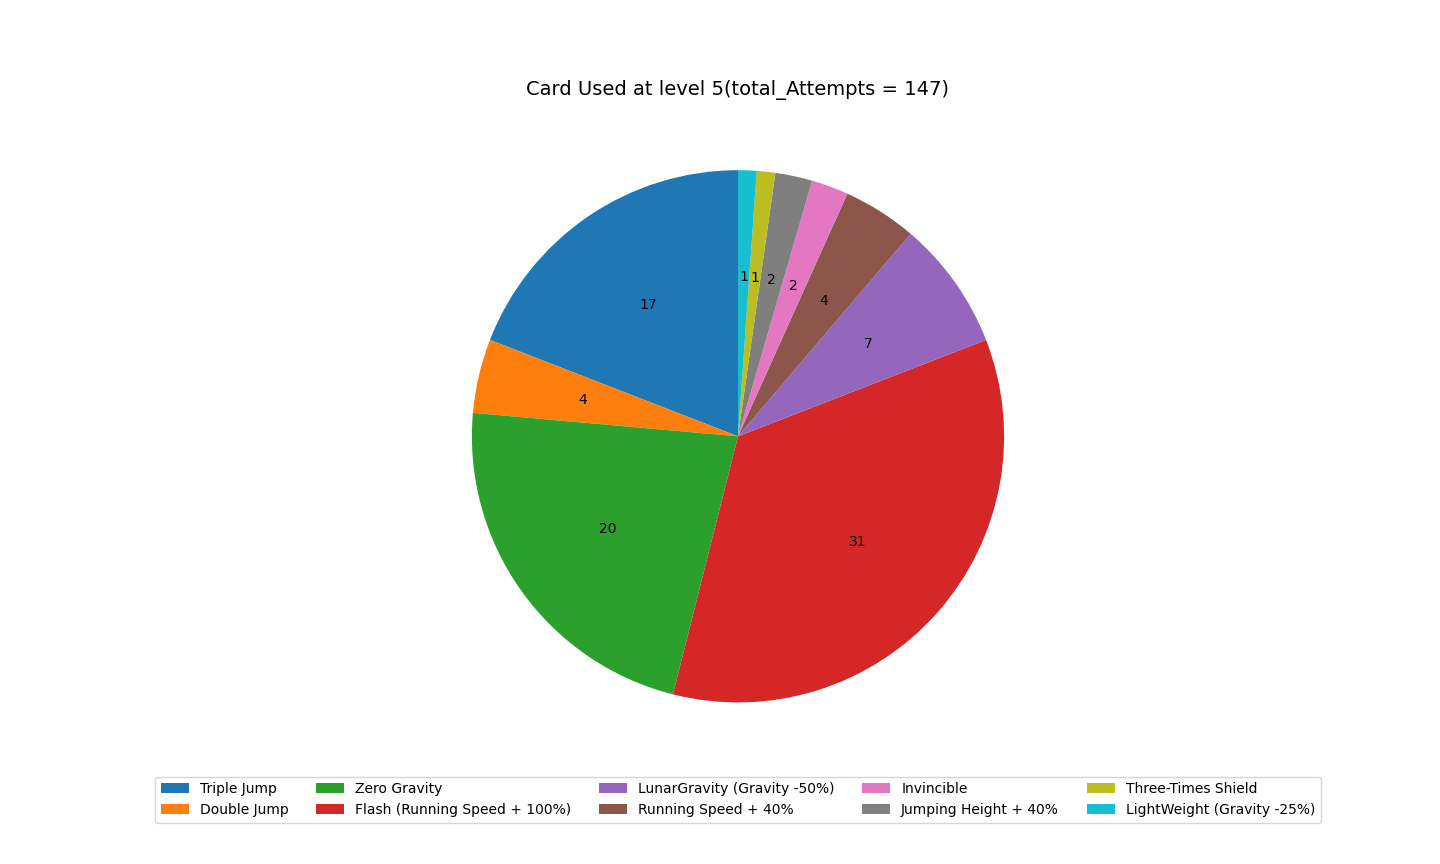 Card Used at level 5(total_Attempts = 147)
1
1
2
2
4
7
17
4
20
31
Triple Jump
Double Jump
Zero Gravity
Flash (Running Speed + 100%)
LunarGravity (Gravity -50%)
Running Speed + 40%
Invincible
Jumping Height + 40%
Three-Times Shield
LightWeight (Gravity -25%)